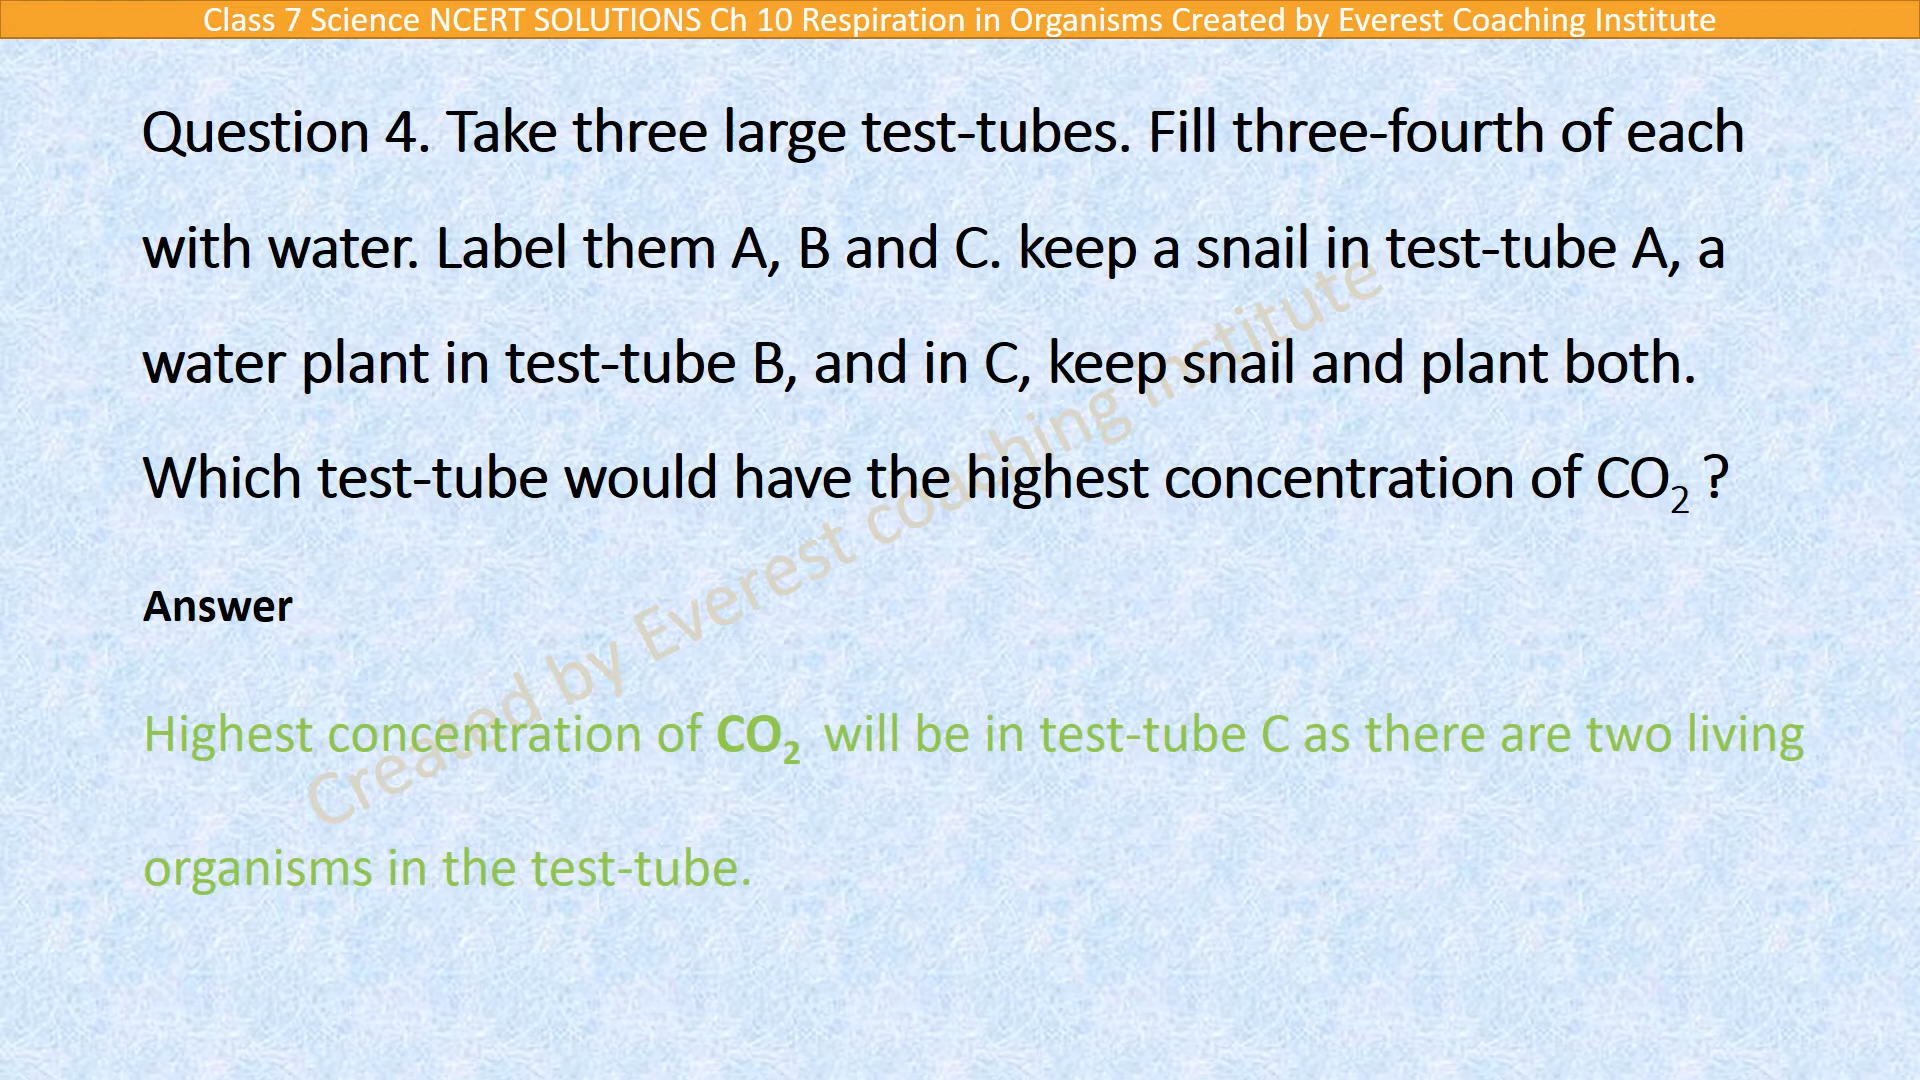 Class 7 Science NCERT SOLUTIONS Ch 10 Respiration in Organisms Created by Everest Coaching Institute
Question 4. Take three large test-tubes. Fill three-fourth of each
with water. Label them A, B and C. keep a snail in test-tube A, a
water plant in test-tube B, and in C, keep snail and plant both.
Which test-tube would have the highest concentration of CO₂ ?
Answer
Highest concentration of CO₂ will be in test-tube C as there are two living
organisms in the test-tube.
Created by Everest coaching institute